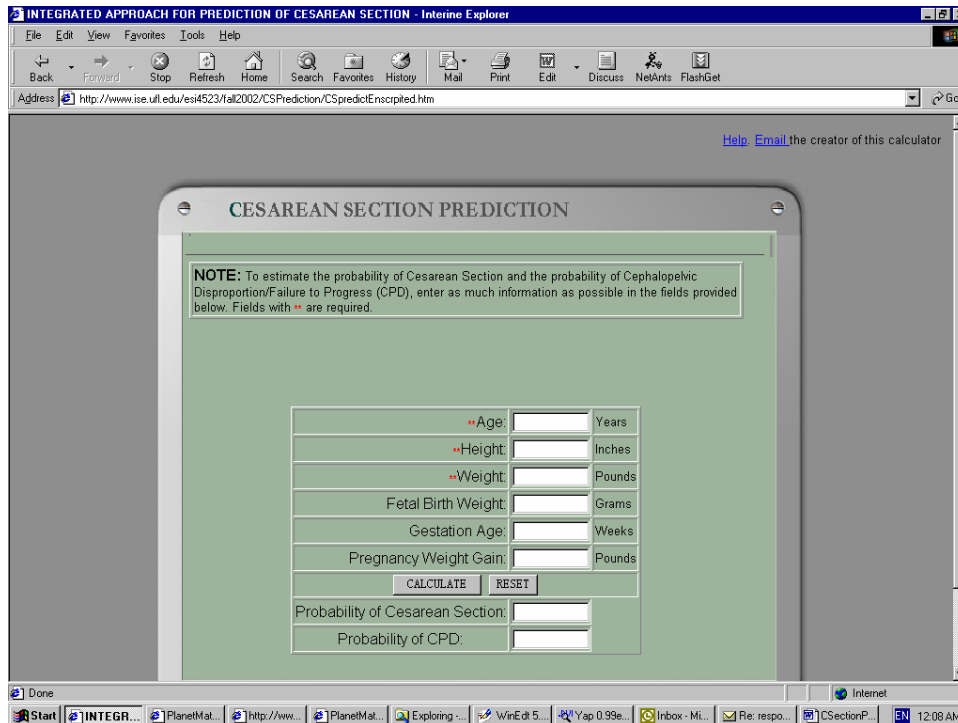 INTEGRATED APPROACH FOR PREDICTION OF CESAREAN SECTION - Interine Explorer
File Edit View Favorites Tools Help
Back Forward Stop Refresh Home Search Favorites History Mail Print Edit Discuss NetAnts FlashGet
Address http://www.ise.ufl.edu/esi4523/fall2002/CSPrediction/CSpredictEnscrpited.htm Go
Help. Email the creator of this calculator
CESAREAN SECTION PREDICTION
NOTE: To estimate the probability of Cesarean Section and the probability of Cephalopelvic
Disproportion/Failure to Progress (CPD), enter as much information as possible in the fields provided
below. Fields with ** are required.
**Age: Years
**Height: Inches
**Weight: Pounds
Fetal Birth Weight: Grams
Gestation Age: Weeks
Pregnancy Weight Gain: Pounds
CALCULATE RESET
Probability of Cesarean Section:
Probability of CPD:
Done Internet
Start INTEGR... PlanetMat... http://ww... PlanetMat... Exploring -... WinEdt 5.... Yap 0.99e... Inbox - Mi... Re: respo... CSectionP... EN 12:08 AM